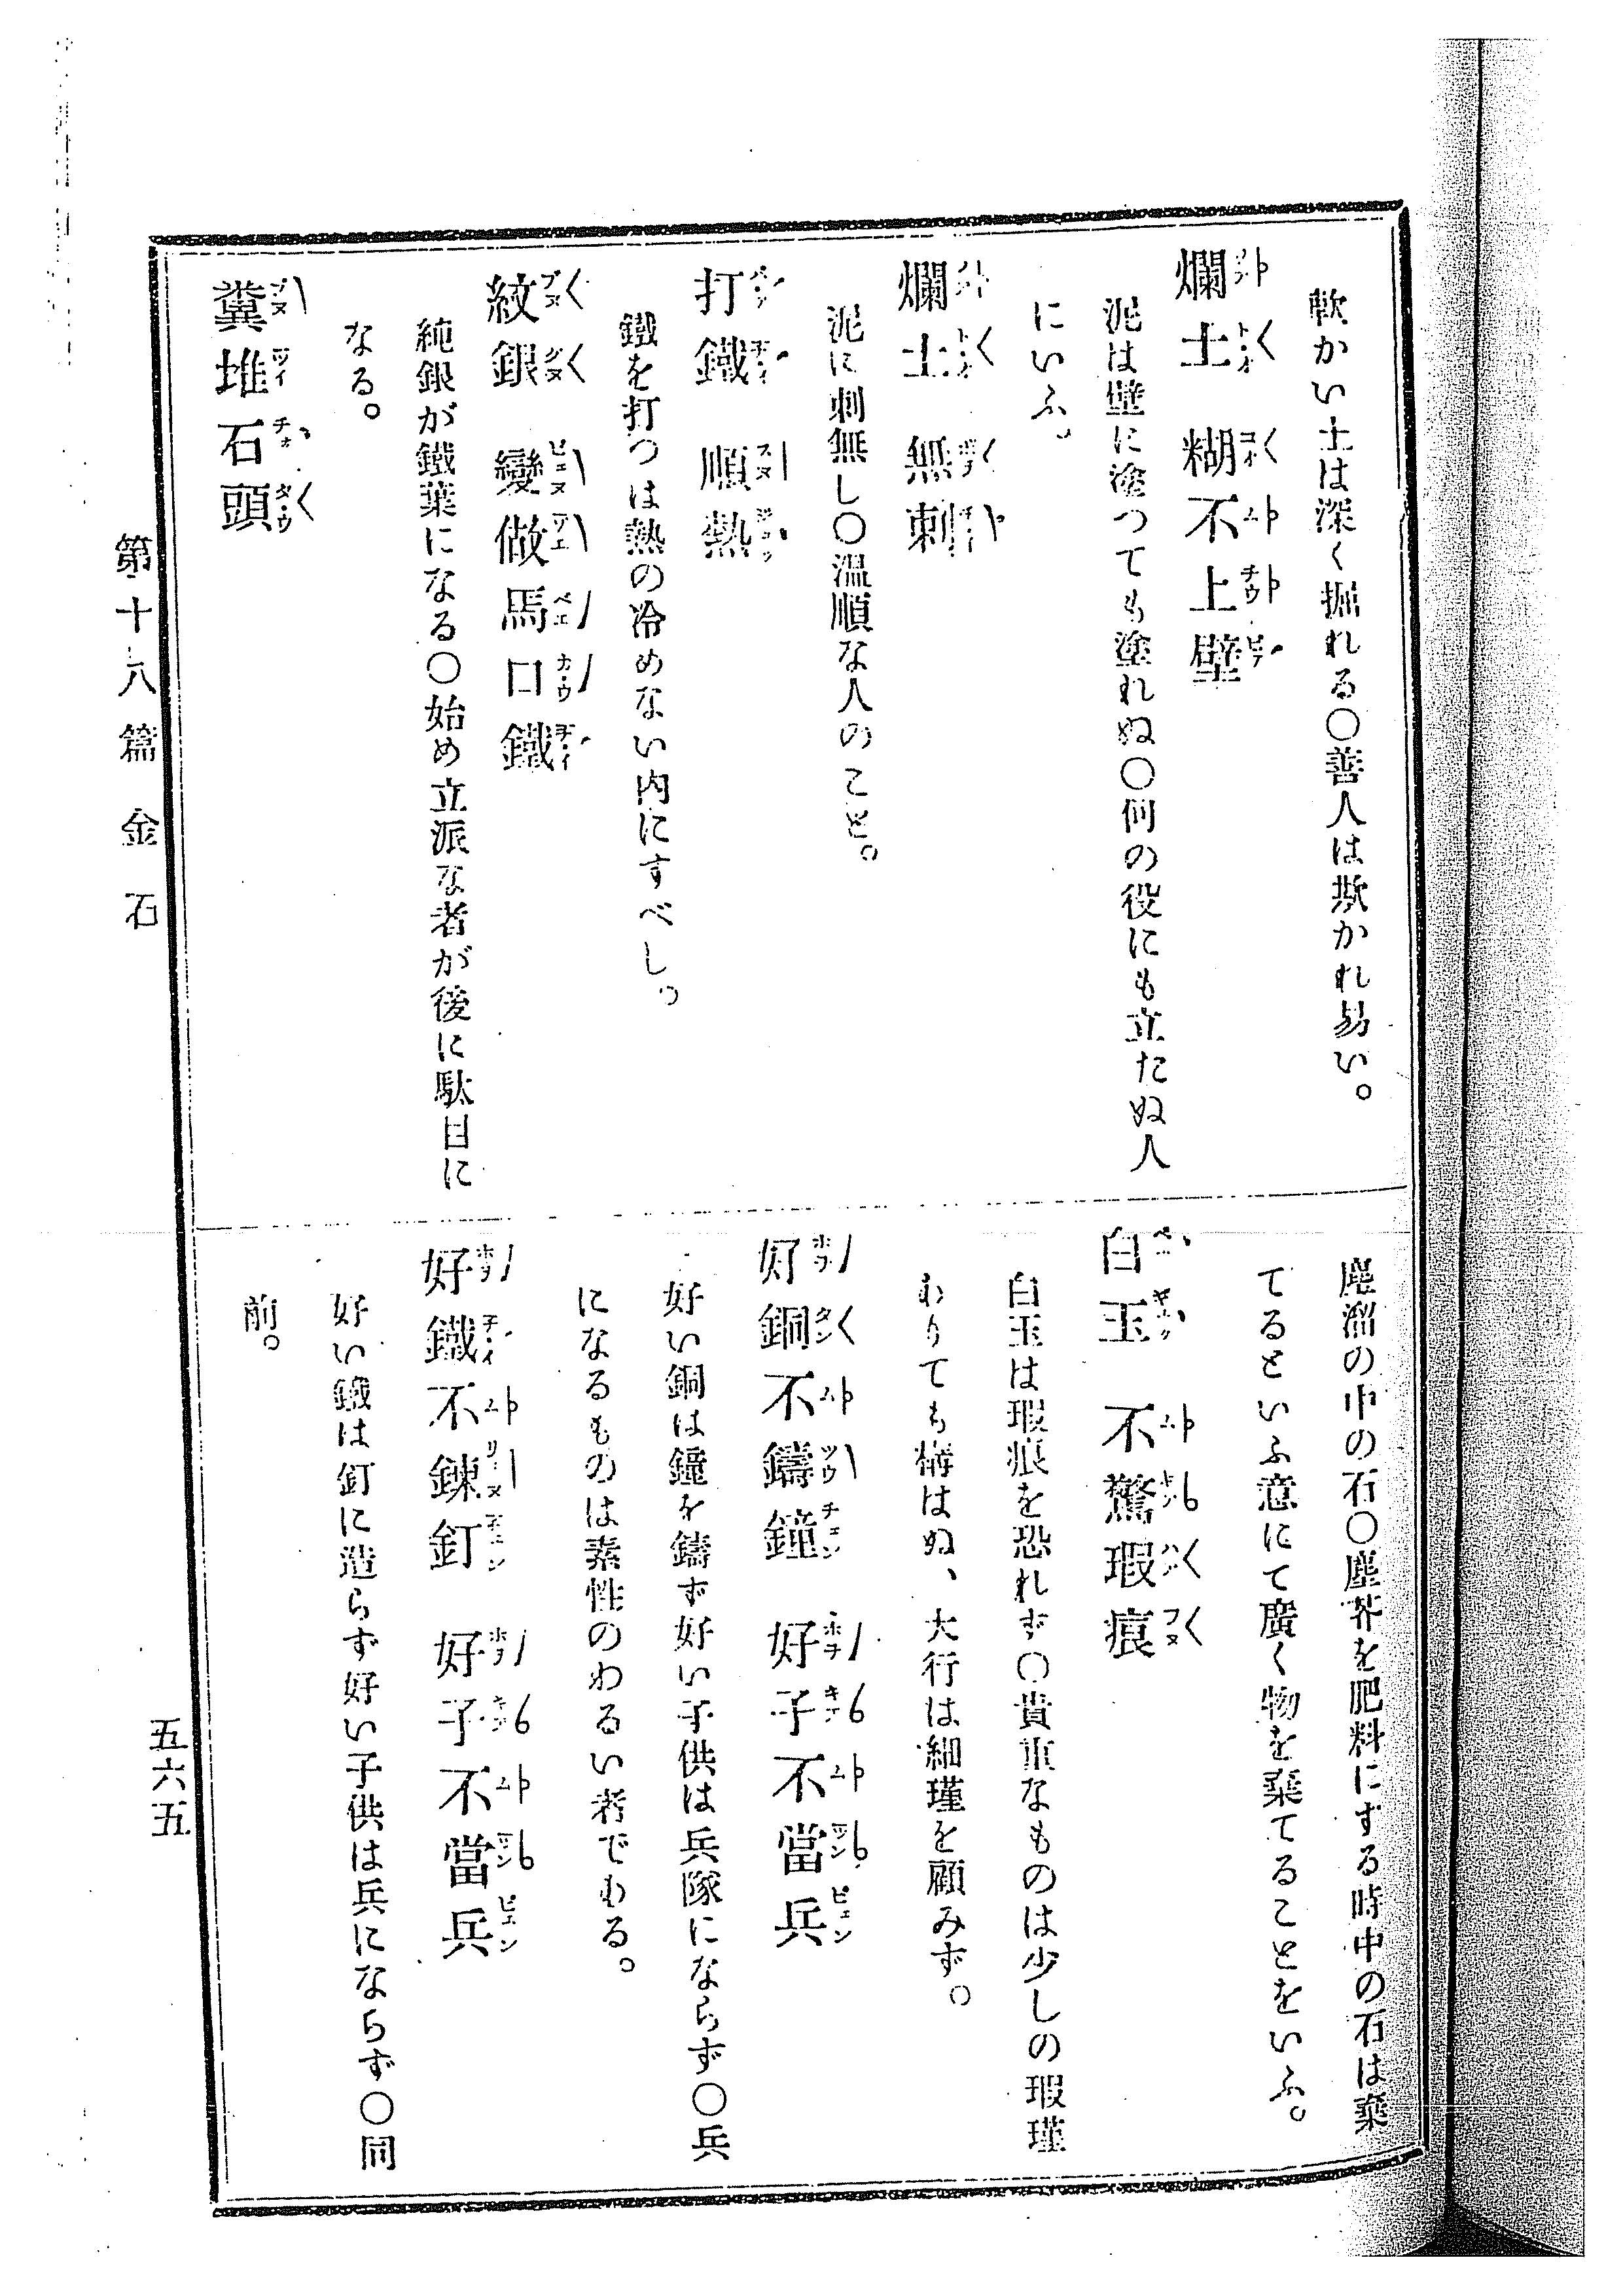 軟かい土は深く掘れる〇善人は欺かれ易い。
爛土 糊不上壁
泥は壁に塗つても塗れぬ〇何の役にも立たぬ人
にいふ。
爛土 無刺
泥に刺無し〇温順な人のこと。
打鐵 順熱
鐵を打つは熱の冷めない内にすべし。
紋銀 變做馬口鐵
純銀が鐵葉になる〇始め立派な者が後に駄目に
なる。
糞堆石頭
塵溜の中の石〇塵芥を肥料にする時中の石は棄
てるといふ意にて廣く物を棄てることをいふ。
白玉 不驚瑕痕
白玉は瑕痕を恐れず〇貴重なものは少しの瑕瑾
ありても構はぬ、大行は細瑾を顧みず。
好銅不鑄鐘 好子不當兵
好い銅は鐘を鑄ず好い子供は兵隊にならず〇兵
になるものは素性のわるい者である。
好鐵不錬釘 好子不當兵
好い鐵は釘に造らず好い子供は兵にならず〇同
前。
第十八篇 金石
五六五